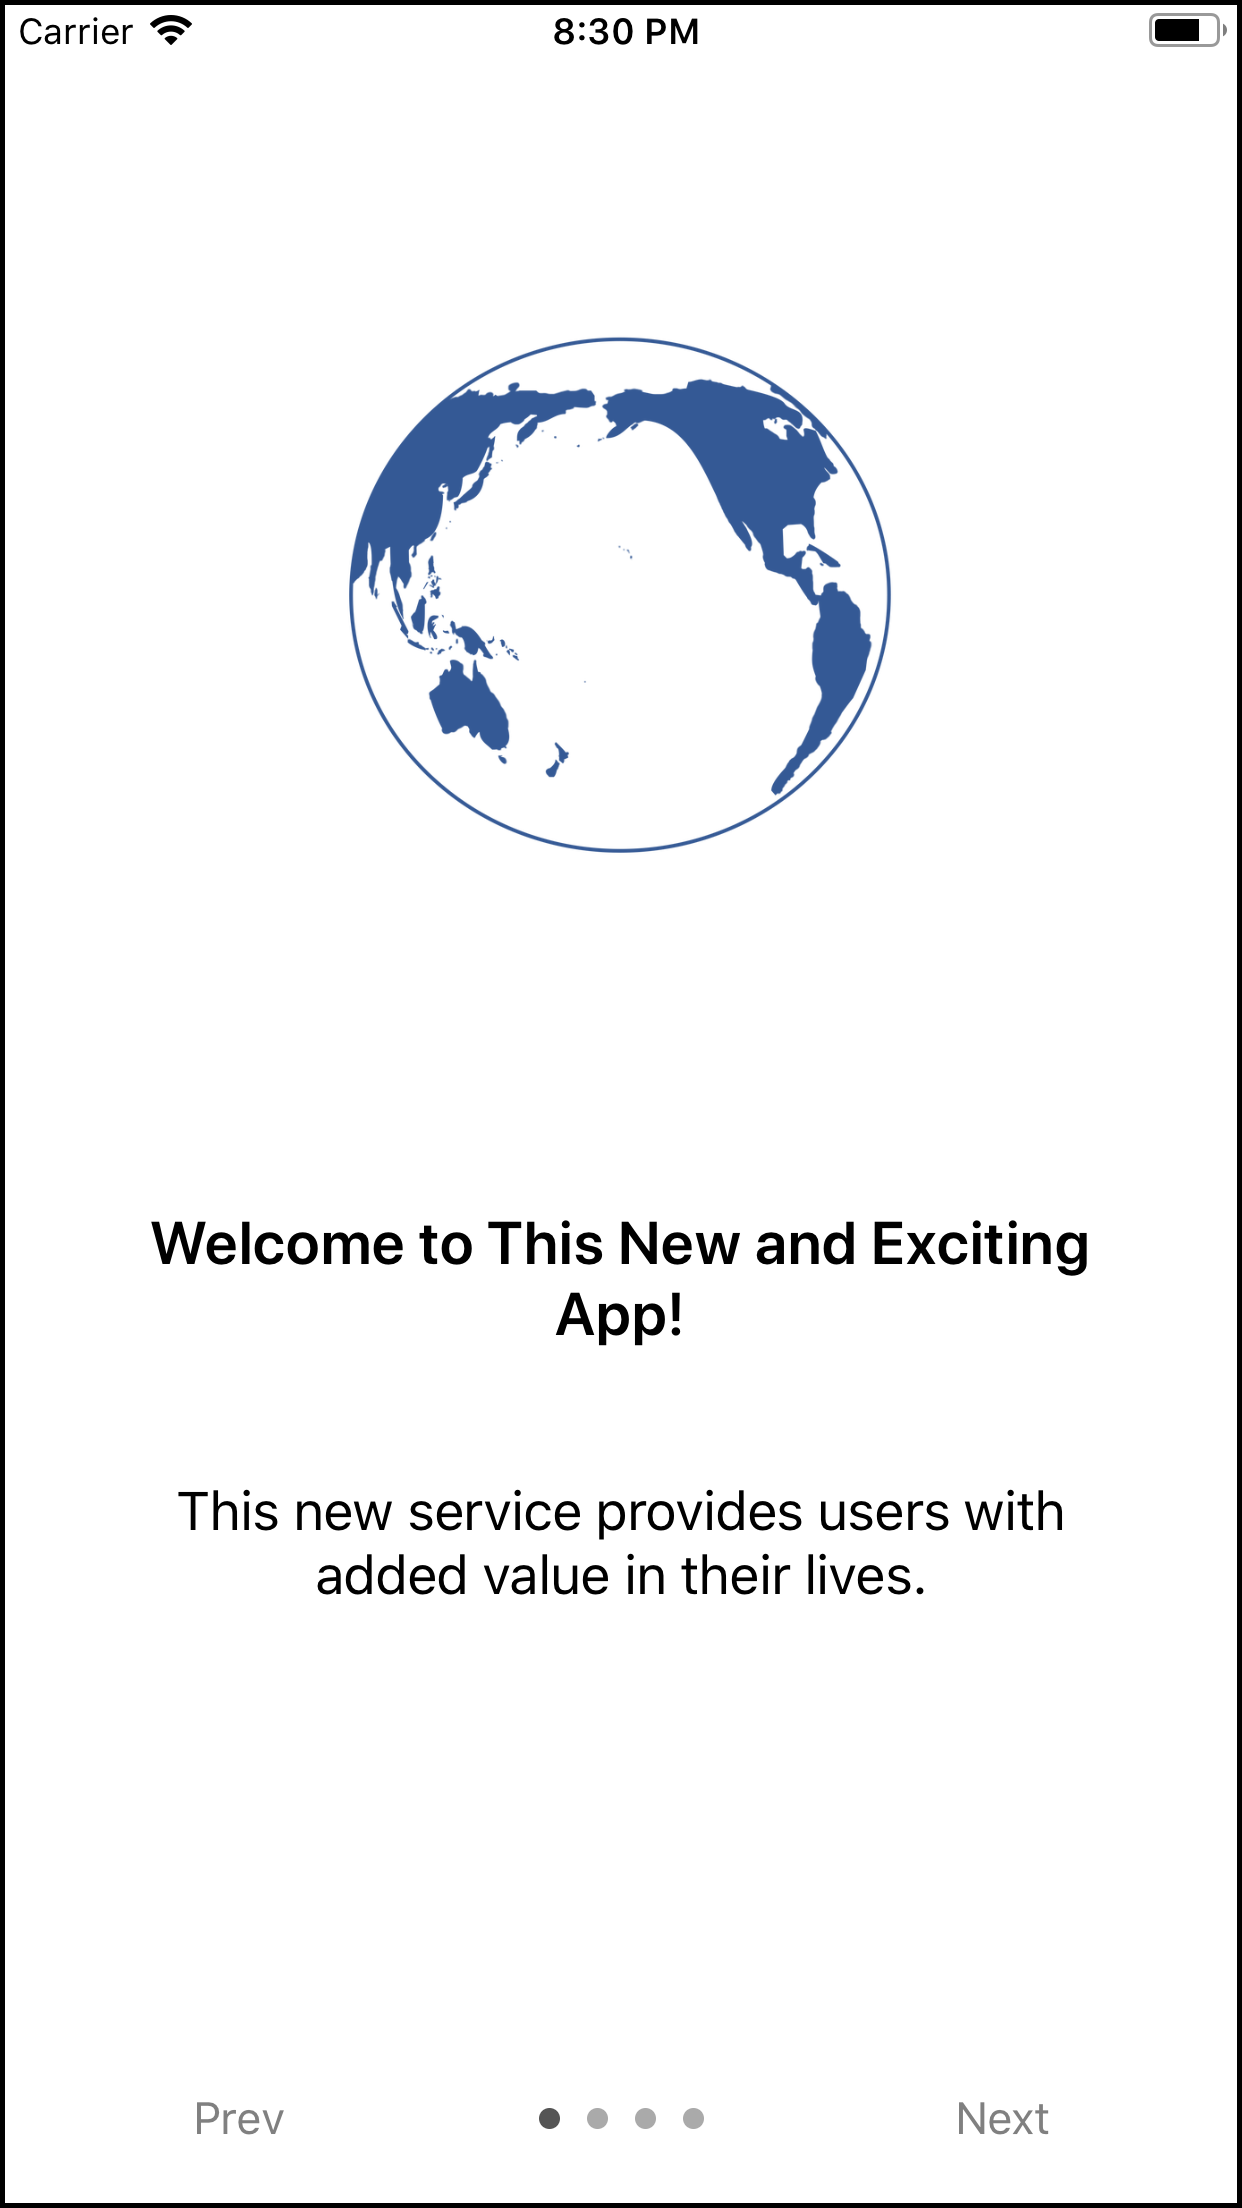 Carrier 8:30 PM
Welcome to This New and Exciting
App!
This new service provides users with
added value in their lives.
Prev Next